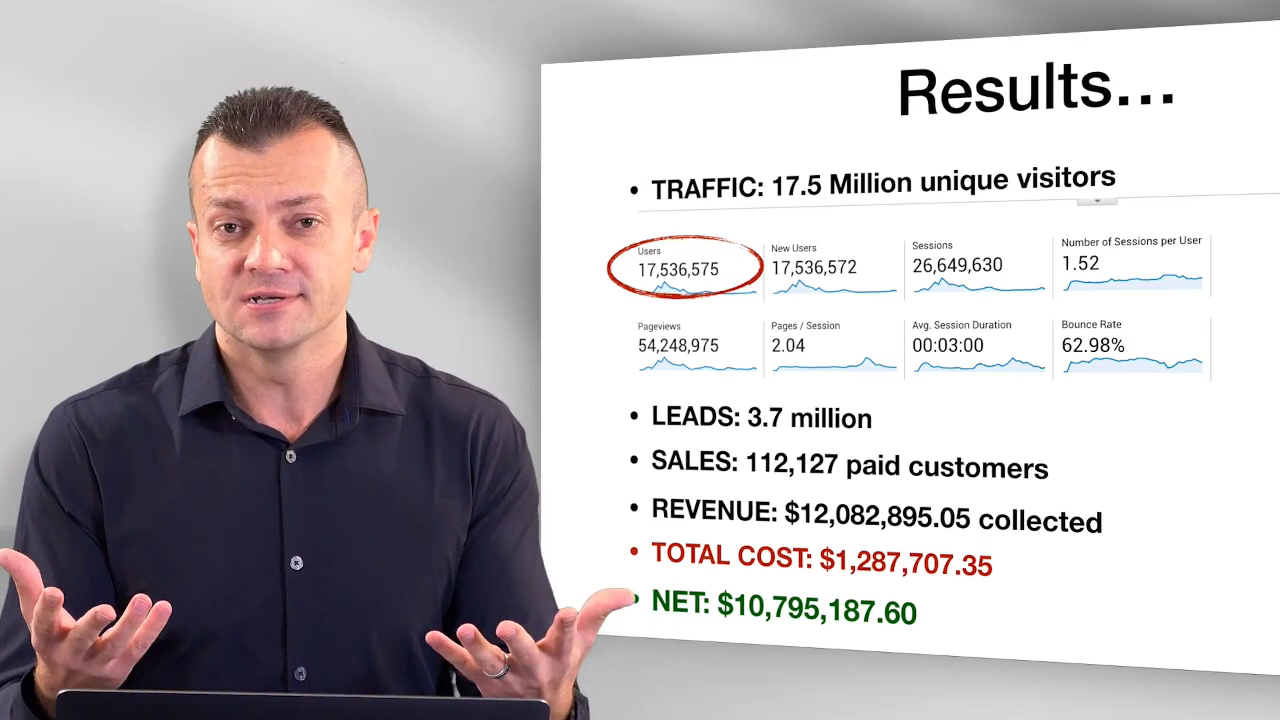 Results…
• TRAFFIC: 17.5 Million unique visitors
Users
17,536,575
New Users
17,536,572
Sessions
26,649,630
Number of Sessions per User
1.52
Pageviews
54,248,975
Pages / Session
2.04
Avg. Session Duration
00:03:00
Bounce Rate
62.98%
• LEADS: 3.7 million
• SALES: 112,127 paid customers
• REVENUE: $12,082,895.05 collected
• TOTAL COST: $1,287,707.35
• NET: $10,795,187.60